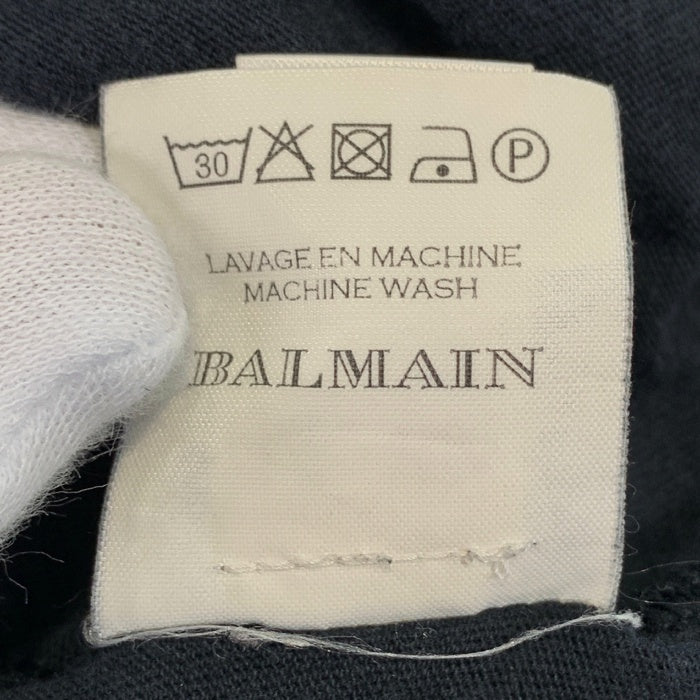 30 P
LAVAGE EN MACHINE
MACHINE WASH
BALMAIN